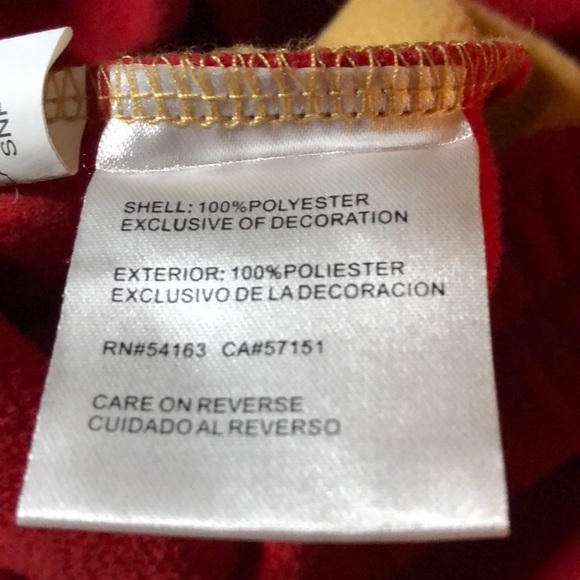 SHELL: 100%POLYESTER
EXCLUSIVE OF DECORATION
EXTERIOR: 100%POLIESTER
EXCLUSIVO DE LA DECORACION
RN#54163 CA#57151
CARE ON REVERSE
CUIDADO AL REVERSO